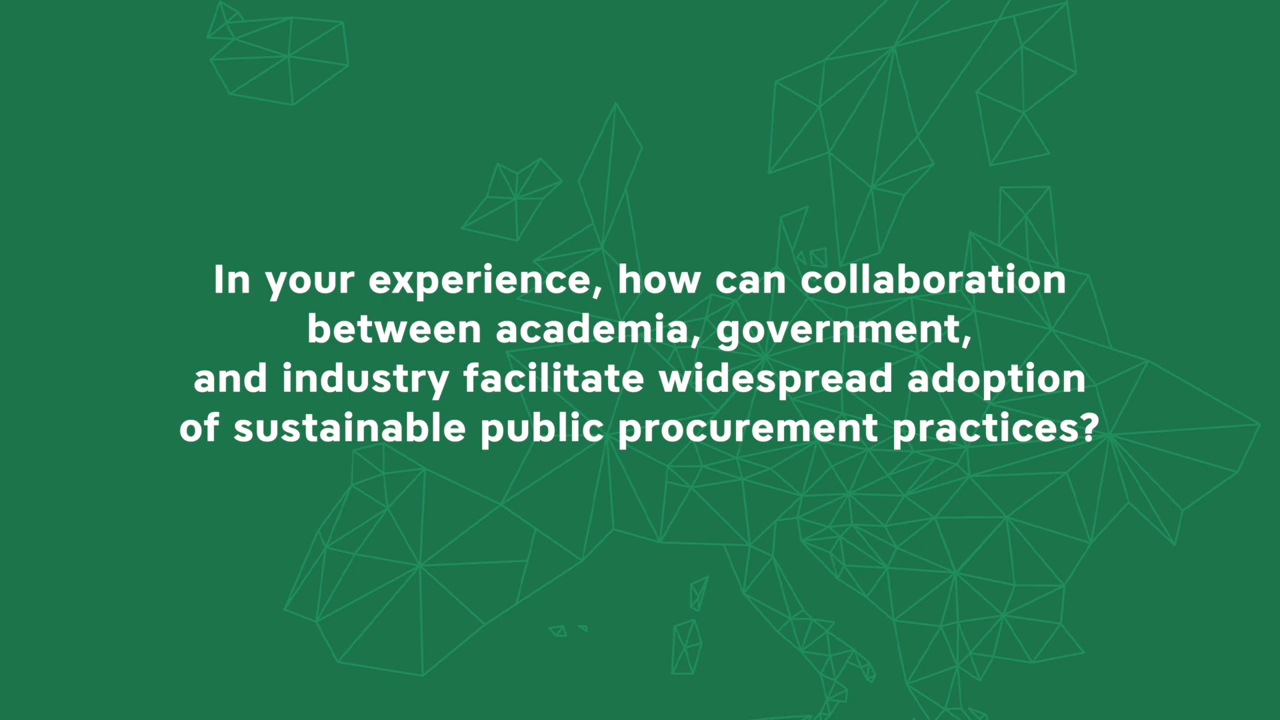 In your experience, how can collaboration
between academia, government,
and industry facilitate widespread adoption
of sustainable public procurement practices?